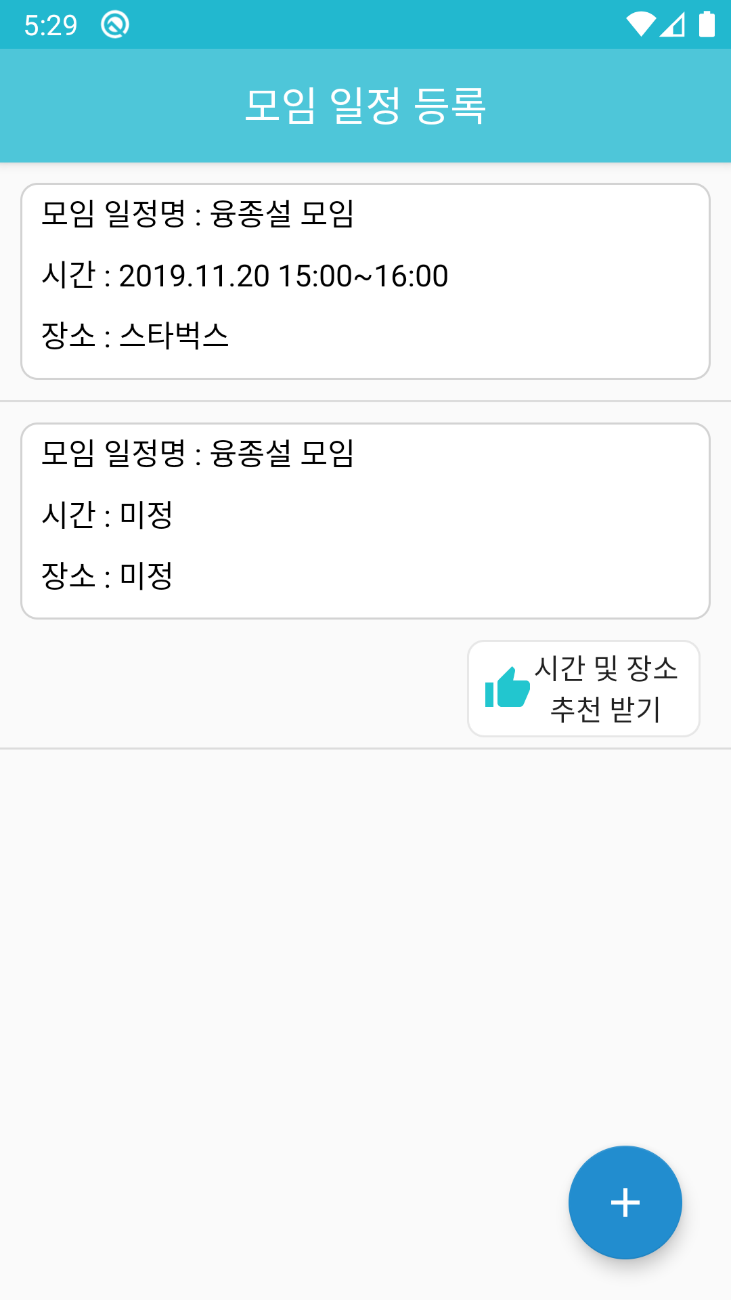 5:29
모임 일정 등록
모임 일정명 : 융종설 모임
시간 : 2019.11.20 15:00~16:00
장소 : 스타벅스
모임 일정명 : 융종설 모임
시간 : 미정
장소 : 미정
시간 및 장소
추천 받기